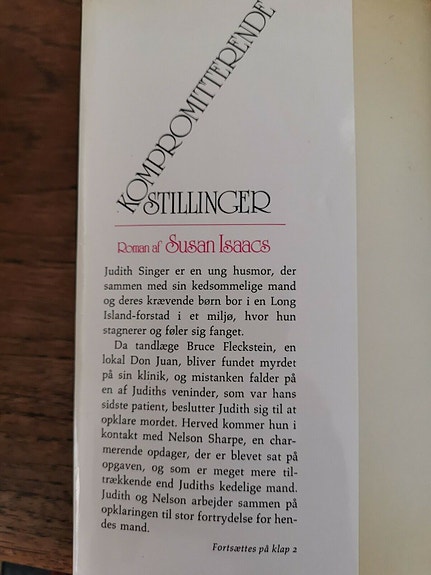 KOMPROMITTERENDE
STILLINGER
Roman af Susan Isaacs
Judith Singer er en ung husmor, der
sammen med sin kedsommelige mand
og deres krævende børn bor i en Long
Island-forstad i et miljø, hvor hun
stagnerer og føler sig fanget.
Da tandlæge Bruce Fleckstein, en
lokal Don Juan, bliver fundet myrdet
på sin klinik, og mistanken falder på
en af Judiths veninder, som var hans
sidste patient, beslutter Judith sig til at
opklare mordet. Herved kommer hun i
kontakt med Nelson Sharpe, en char-
merende opdager, der er blevet sat på
opgaven, og som er meget mere til-
trækkende end Judiths kedelige mand.
Judith og Nelson arbejder sammen på
opklaringen til stor fortrydelse for hen-
des mand.
Fortsættes på klap 2